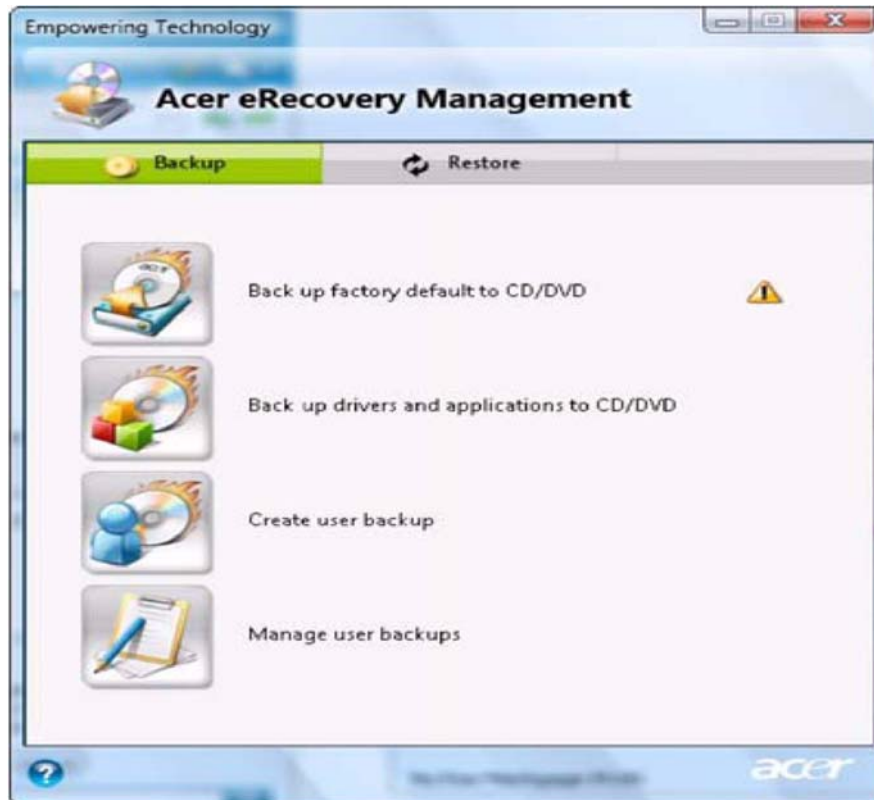 Empowering Technology
Acer eRecovery Management
Backup
Restore
acer
Back up factory default to CD/DVD
Back up drivers and applications to CD/DVD
Create user backup
Manage user backups
?
acer